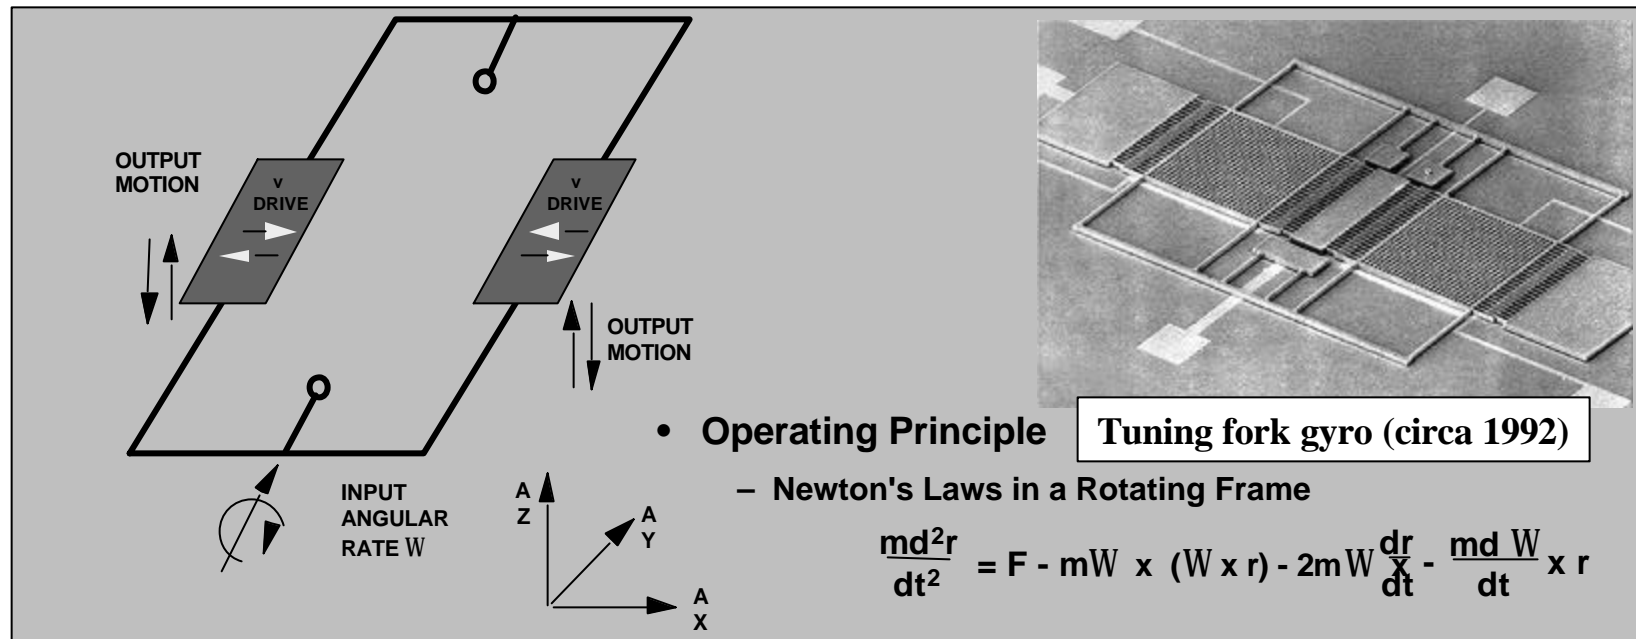 OUTPUT
MOTION
v
DRIVE
v
DRIVE
OUTPUT
MOTION
INPUT
ANGULAR
RATE W
A
Z
A
Y
A
X
Tuning fork gyro (circa 1992)
• Operating Principle
– Newton's Laws in a Rotating Frame
md²r/dt² = F - mW x (W x r) - 2mW x dr/dt - md W/dt x r